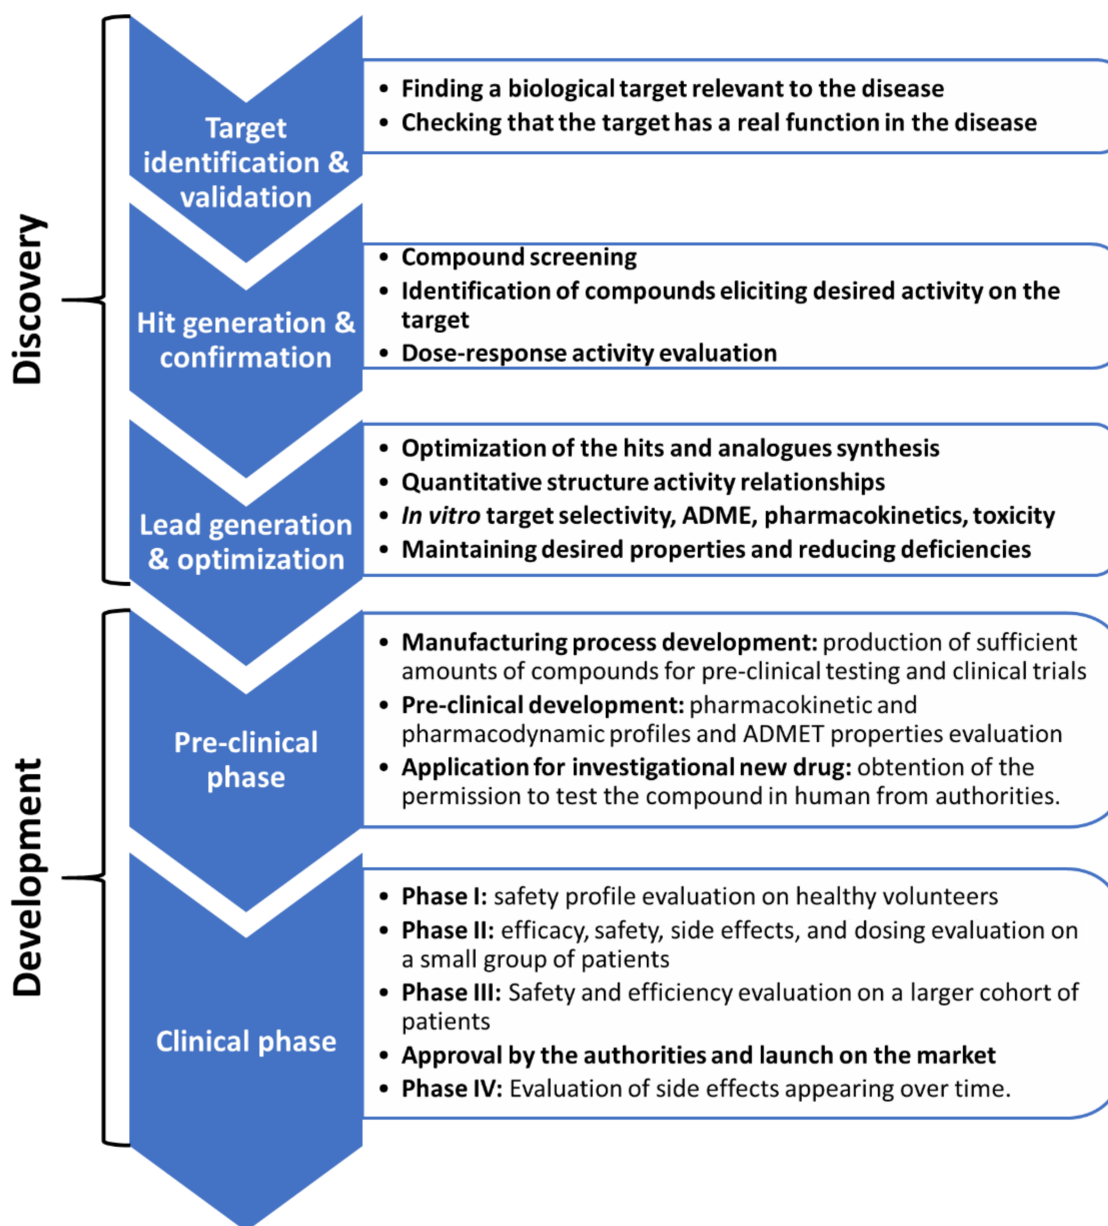 Discovery
Target
identification &
validation
• Finding a biological target relevant to the disease
• Checking that the target has a real function in the disease
Hit generation &
confirmation
• Compound screening
• Identification of compounds eliciting desired activity on the
target
• Dose-response activity evaluation
Lead generation
& optimization
• Optimization of the hits and analogues synthesis
• Quantitative structure activity relationships
• In vitro target selectivity, ADME, pharmacokinetics, toxicity
• Maintaining desired properties and reducing deficiencies
Development
Pre-clinical
phase
• Manufacturing process development: production of sufficient
amounts of compounds for pre-clinical testing and clinical trials
• Pre-clinical development: pharmacokinetic and
pharmacodynamic profiles and ADMET properties evaluation
• Application for investigational new drug: obtention of the
permission to test the compound in human from authorities.
Clinical phase
• Phase I: safety profile evaluation on healthy volunteers
• Phase II: efficacy, safety, side effects, and dosing evaluation on
a small group of patients
• Phase III: Safety and efficiency evaluation on a larger cohort of
patients
• Approval by the authorities and launch on the market
• Phase IV: Evaluation of side effects appearing over time.